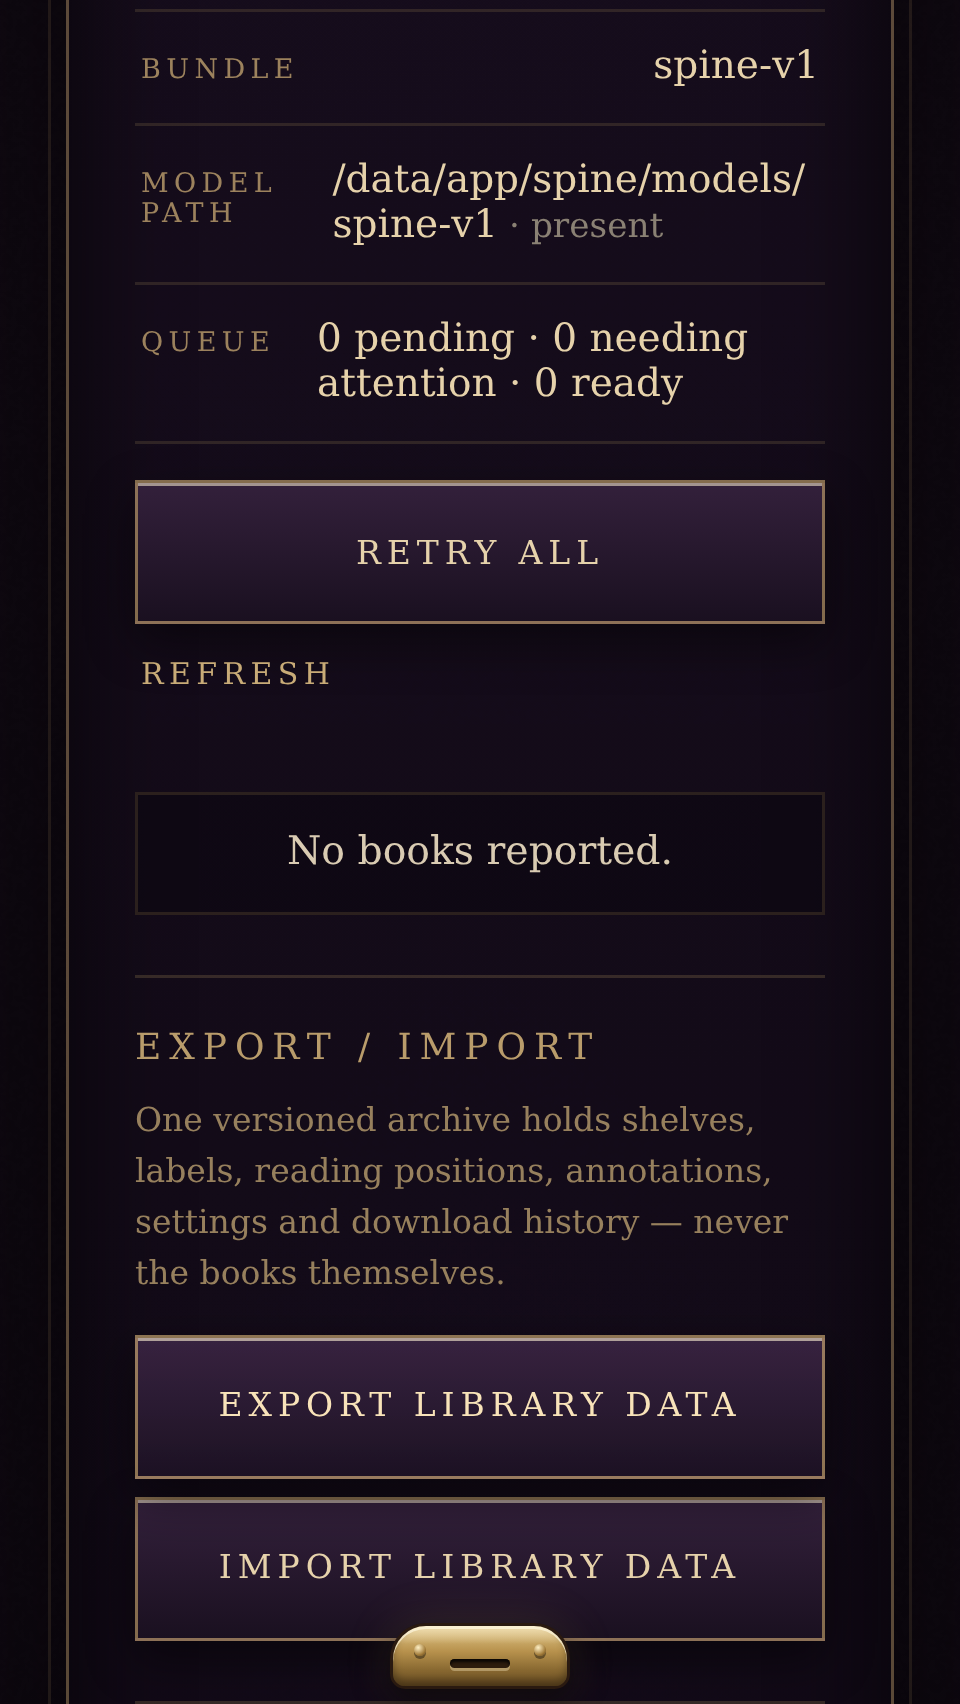 BUNDLE spine-v1
MODEL PATH /data/app/spine/models/
spine-v1 · present
QUEUE 0 pending · 0 needing
attention · 0 ready
RETRY ALL
REFRESH
No books reported.
EXPORT / IMPORT
One versioned archive holds shelves,
labels, reading positions, annotations,
settings and download history — never
the books themselves.
EXPORT LIBRARY DATA
IMPORT LIBRARY DATA